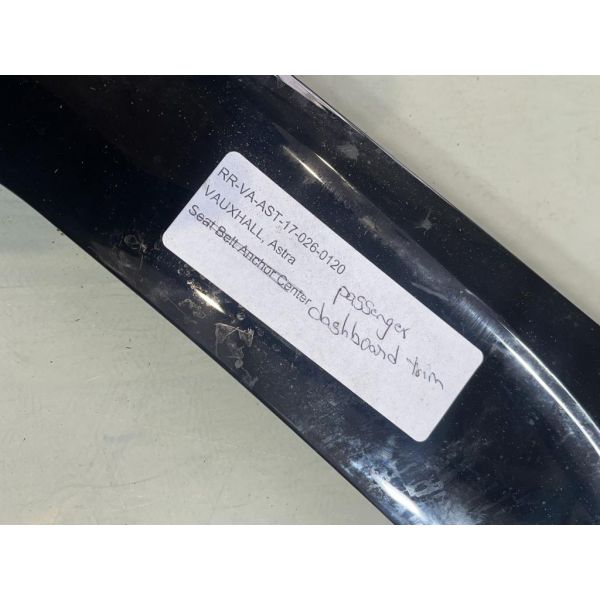 RR-VA-AST-17-026-0120
VAUXHALL, Astra
Seat Belt Anchor Center
passenger
dashboard trim